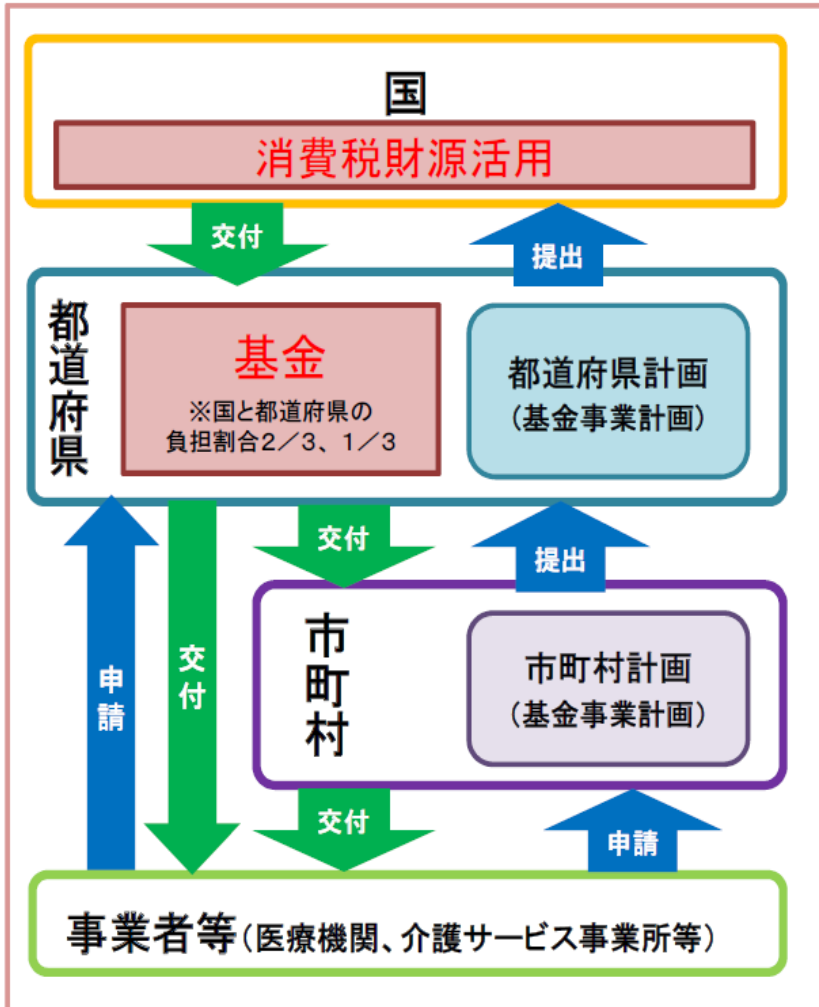 国
消費税財源活用
交付
提出
都道府県
基金
※国と都道府県の
負担割合2/3、1/3
都道府県計画
(基金事業計画)
交付
提出
申請
交付
市町村
市町村計画
(基金事業計画)
交付
申請
事業者等(医療機関、介護サービス事業所等)